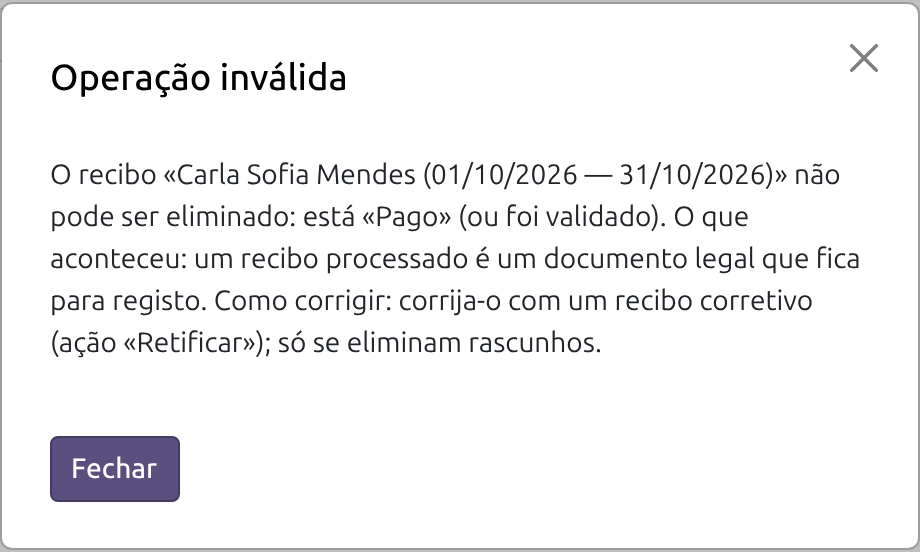 Operação inválida
O recibo «Carla Sofia Mendes (01/10/2026 — 31/10/2026)» não
pode ser eliminado: está «Pago» (ou foi validado). O que
aconteceu: um recibo processado é um documento legal que fica
para registo. Como corrigir: corrija-o com um recibo corretivo
(ação «Retificar»); só se eliminam rascunhos.
Fechar